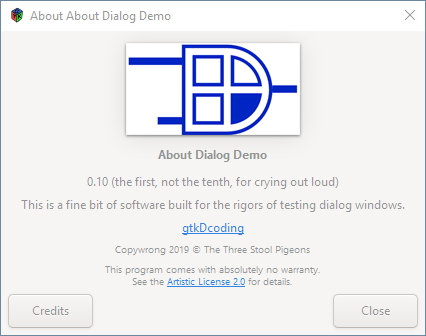 About About Dialog Demo
About Dialog Demo
0.10 (the first, not the tenth, for crying out loud)
This is a fine bit of software built for the rigors of testing dialog windows.
gtkDcoding
Copywrong 2019 © The Three Stool Pigeons
This program comes with absolutely no warranty.
See the Artistic License 2.0 for details.
Credits
Close